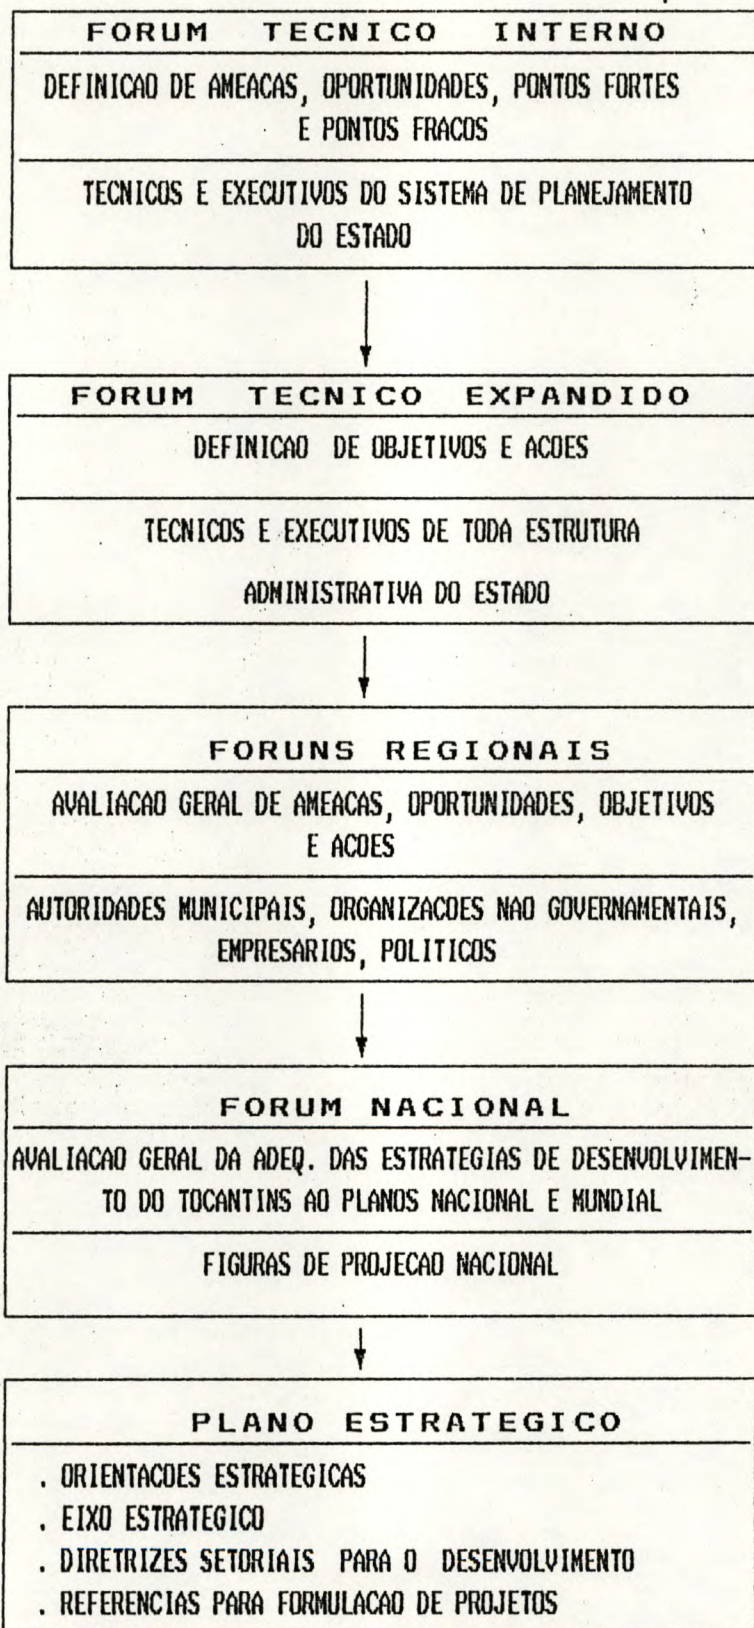 FORUM TECNICO INTERNO
DEFINICAO DE AMEACAS, OPORTUNIDADES, PONTOS FORTES
E PONTOS FRACOS
TECNICOS E EXECUTIVOS DO SISTEMA DE PLANEJAMENTO
DO ESTADO
FORUM TECNICO EXPANDIDO
DEFINICAO DE OBJETIVOS E ACOES
TECNICOS E EXECUTIVOS DE TODA ESTRUTURA
ADMINISTRATIVA DO ESTADO
FORUNS REGIONAIS
AVALIACAO GERAL DE AMEACAS, OPORTUNIDADES, OBJETIVOS
E ACOES
AUTORIDADES MUNICIPAIS, ORGANIZACOES NAO GOVERNAMENTAIS,
EMPRESARIOS, POLITICOS
FORUM NACIONAL
AVALIACAO GERAL DA ADEQ. DAS ESTRATEGIAS DE DESENVOLVIMEN-
TO DO TOCANTINS AO PLANOS NACIONAL E MUNDIAL
FIGURAS DE PROJECAO NACIONAL
PLANO ESTRATEGICO
. ORIENTACOES ESTRATEGICAS
. EIXO ESTRATEGICO
. DIRETRIZES SETORIAIS PARA O DESENVOLVIMENTO
. REFERENCIAS PARA FORMULACAO DE PROJETOS